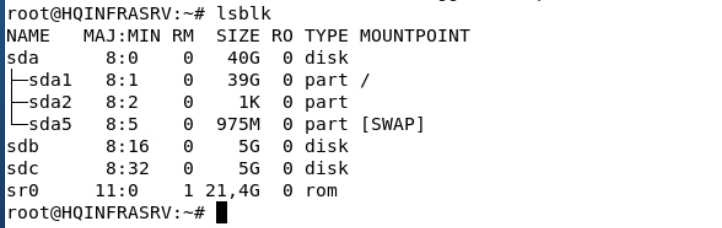 root@HQINFRASRV:~# lsblk
NAME   MAJ:MIN RM  SIZE RO TYPE MOUNTPOINT
sda      8:0    0   40G  0 disk
├─sda1   8:1    0   39G  0 part /
├─sda2   8:2    0    1K  0 part
└─sda5   8:5    0  975M  0 part [SWAP]
sdb      8:16   0    5G  0 disk
sdc      8:32   0    5G  0 disk
sr0     11:0    1 21,4G  0 rom
root@HQINFRASRV:~#